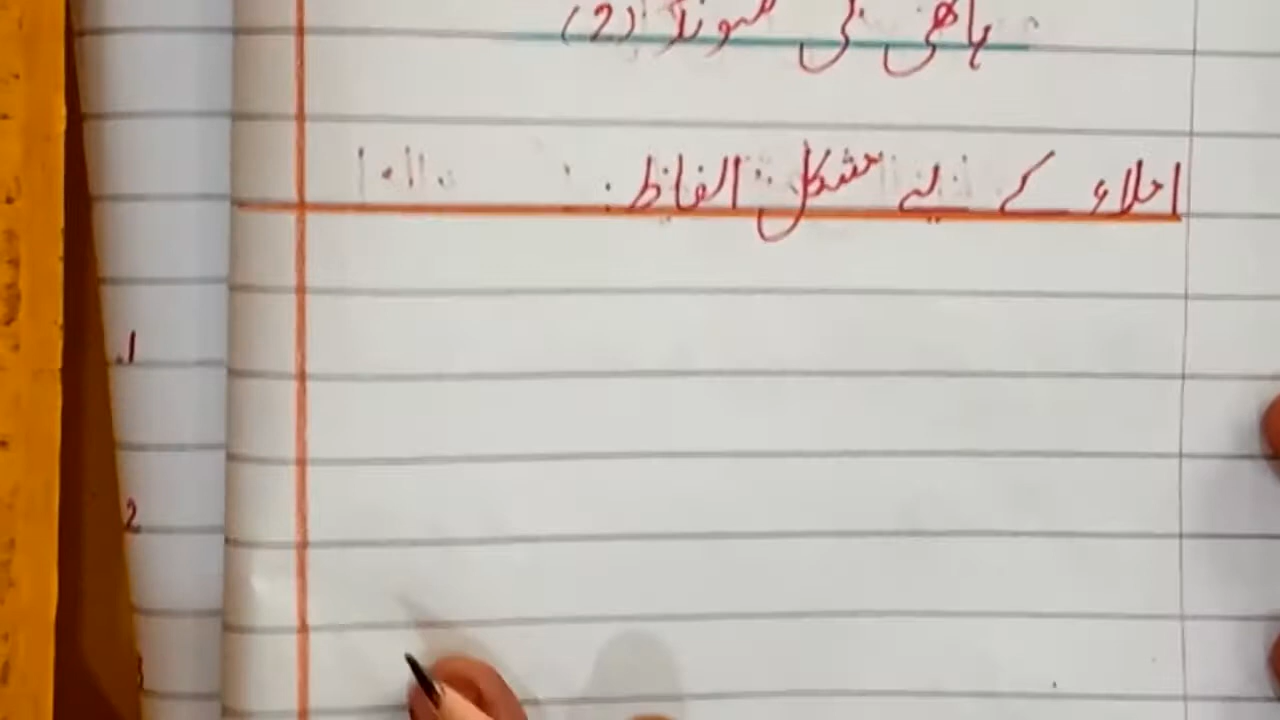 ہاتھی کی سونڈ (2)
املاء کے لیے مشکل الفاظ
.1
2